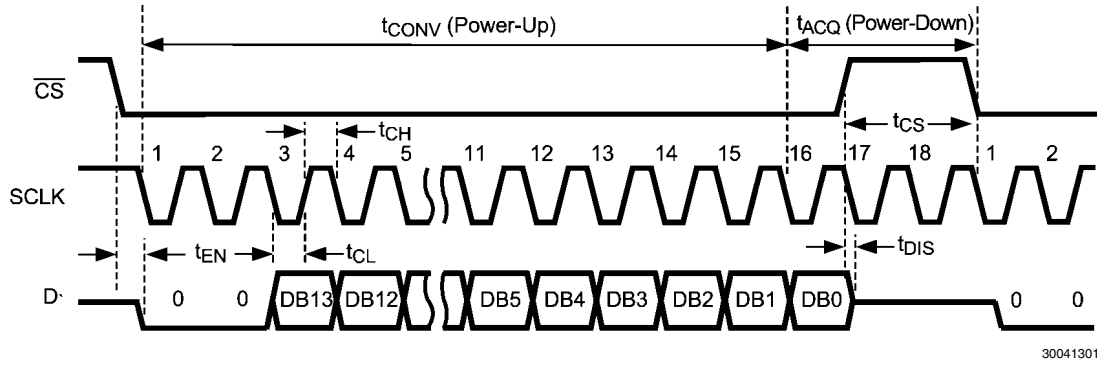 tCONV (Power-Up) tACQ (Power-Down)
CS
tCH tCS
1 2 3 4 5 11 12 13 14 15 16 17 18 1 2
SCLK
tEN tCL tDIS
D 0 0 DB13 DB12 DB5 DB4 DB3 DB2 DB1 DB0 0 0
30041301